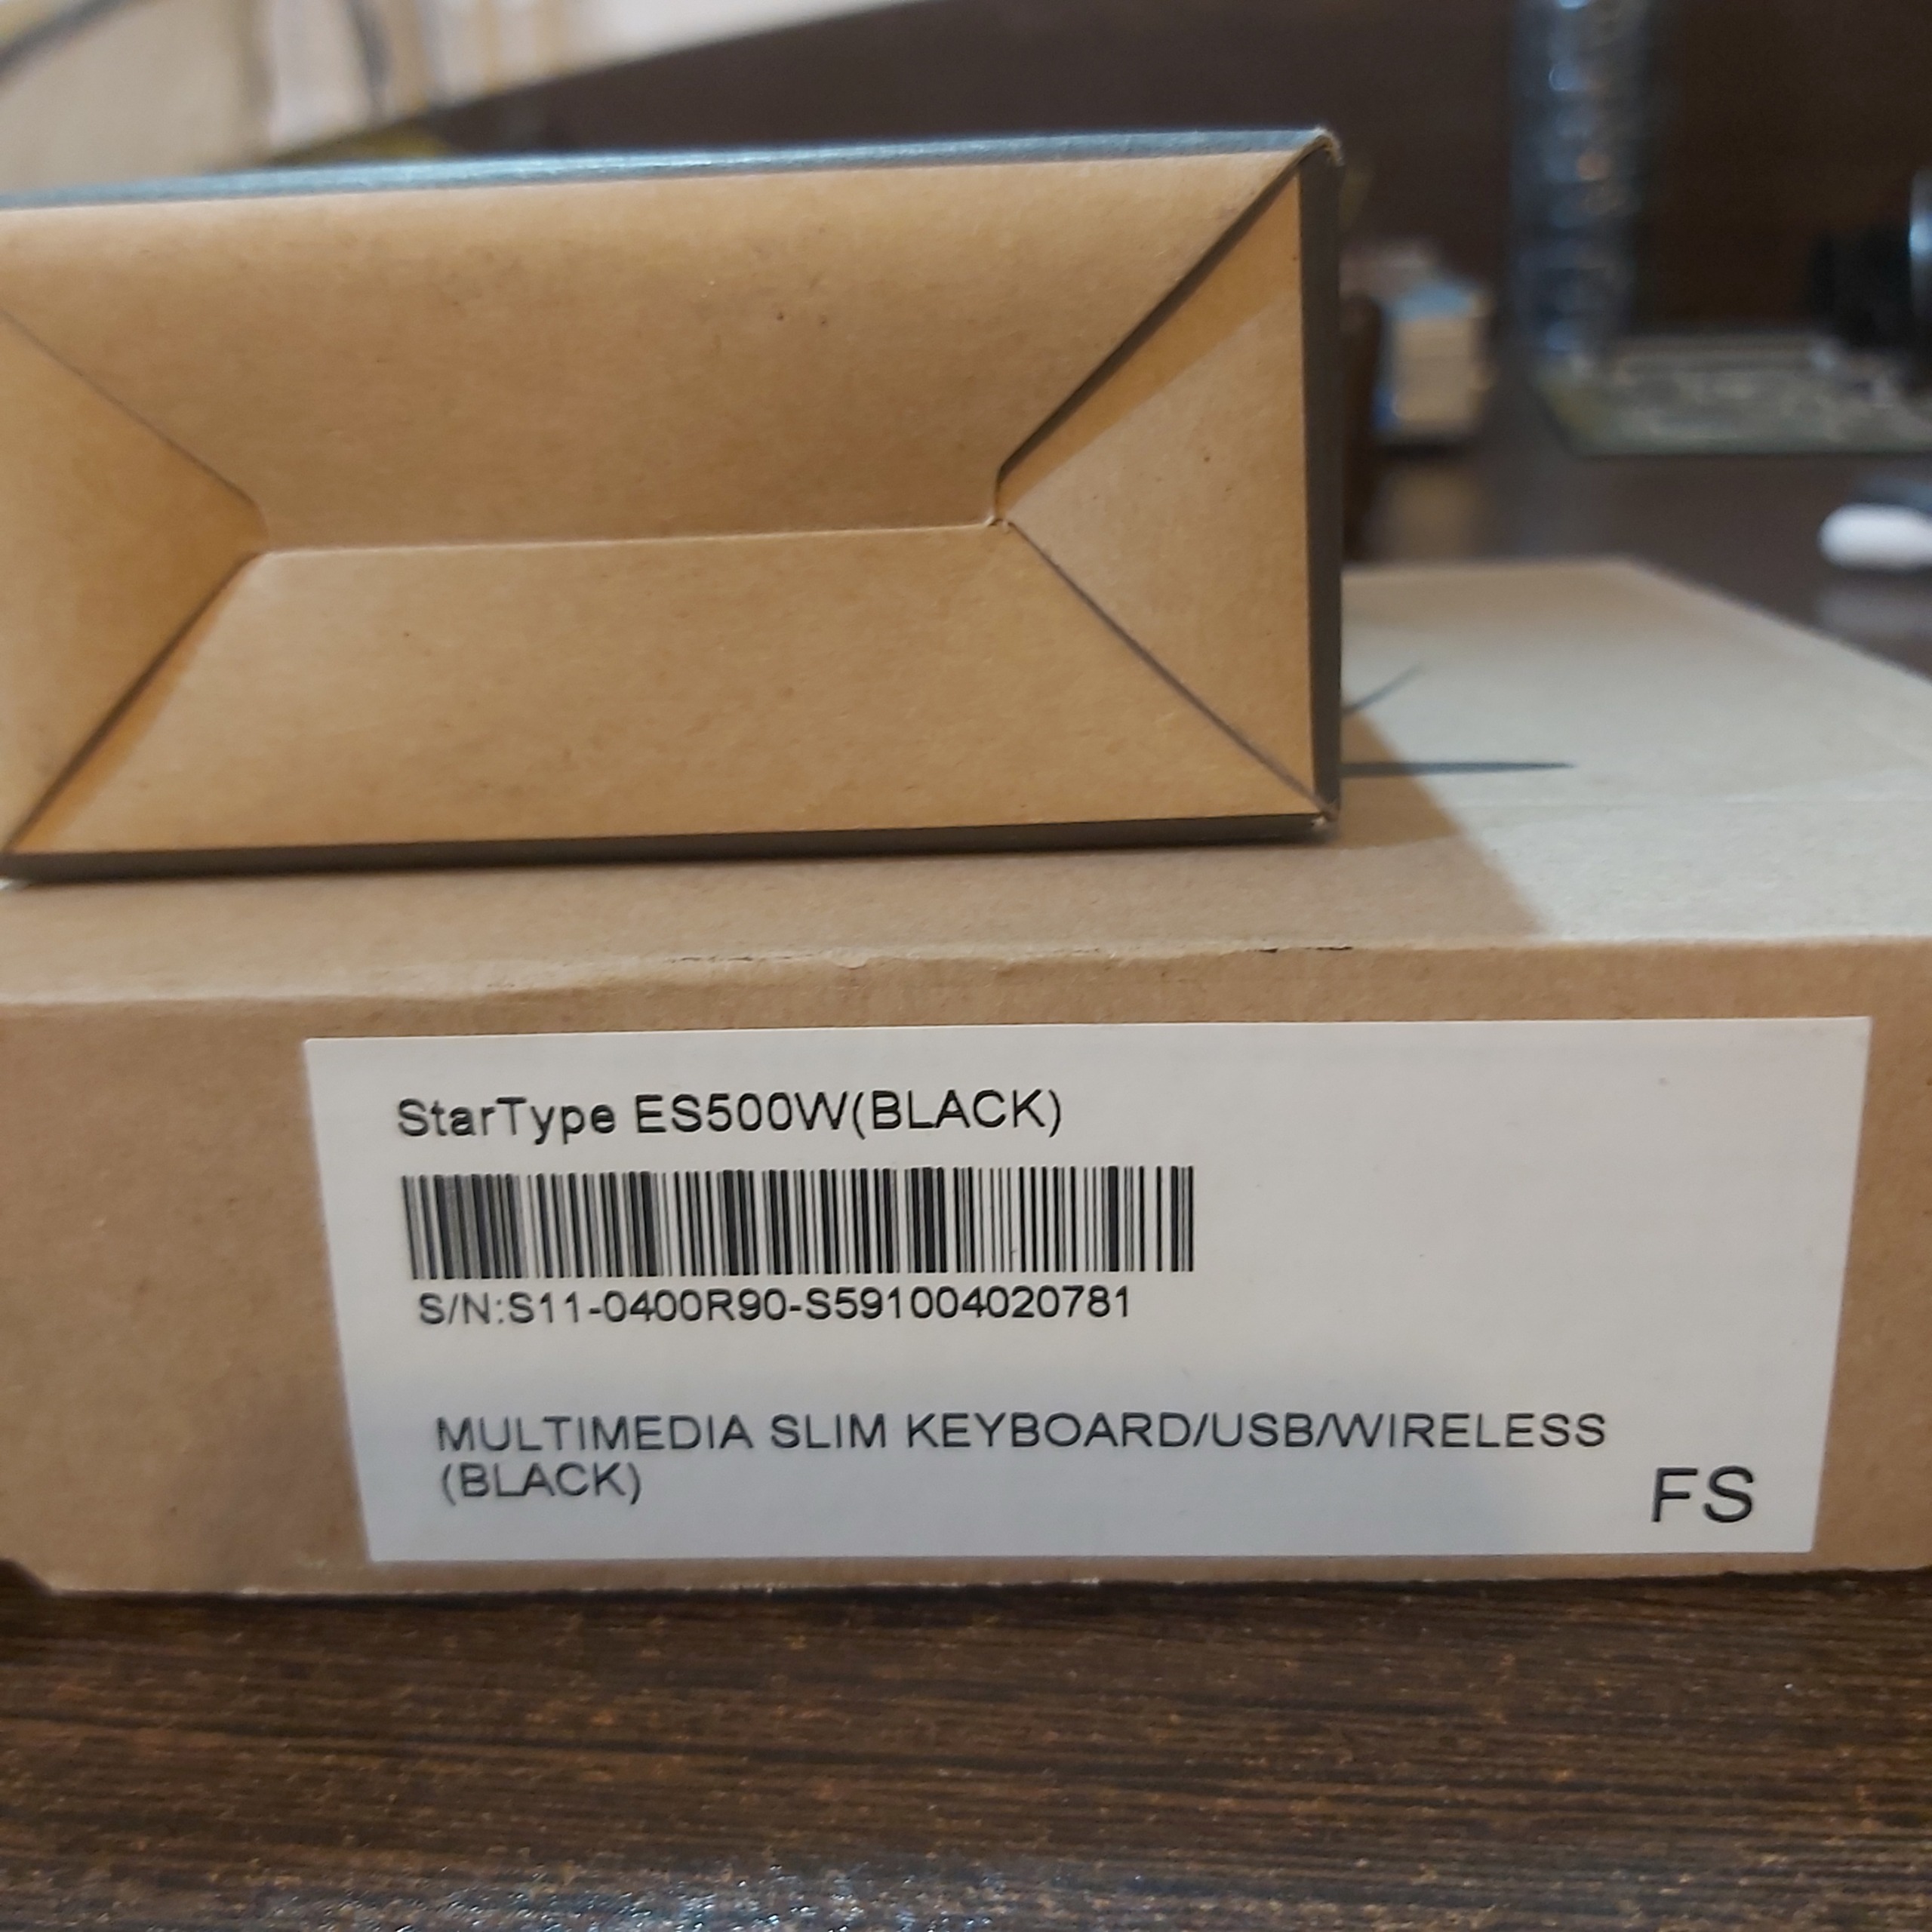 StarType ES500W(BLACK)
S/N:S11-0400R90-S591004020781
MULTIMEDIA SLIM KEYBOARD/USB/WIRELESS
(BLACK)
FS